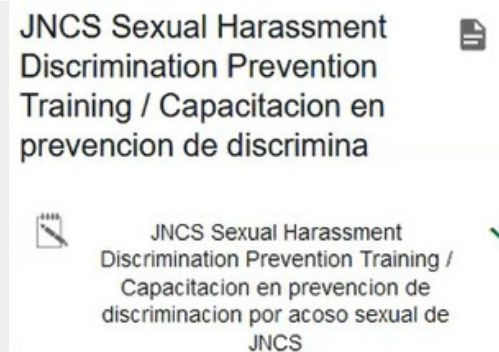 JNCS Sexual Harassment
Discrimination Prevention
Training / Capacitacion en
prevencion de discrimina
JNCS Sexual Harassment
Discrimination Prevention Training /
Capacitacion en prevencion de
discriminacion por acoso sexual de
JNCS